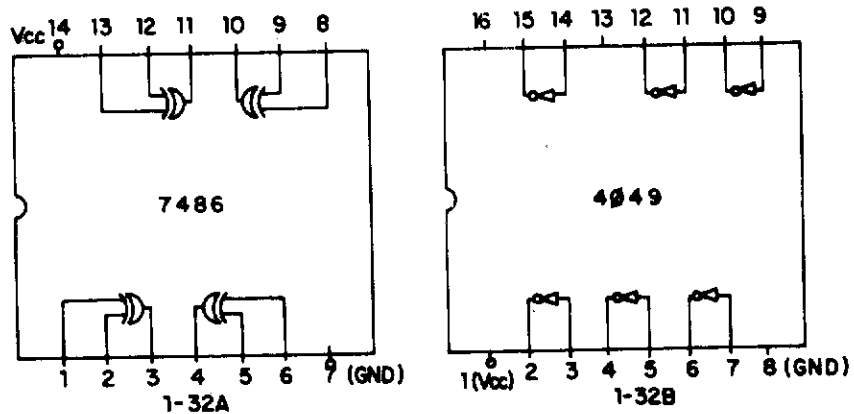 Vcc 14 13 12 11 10 9 8
7486
1 2 3 4 5 6 7 (GND)
1-32A
16 15 14 13 12 11 10 9
4049
1 (Vcc) 2 3 4 5 6 7 8 (GND)
1-32B